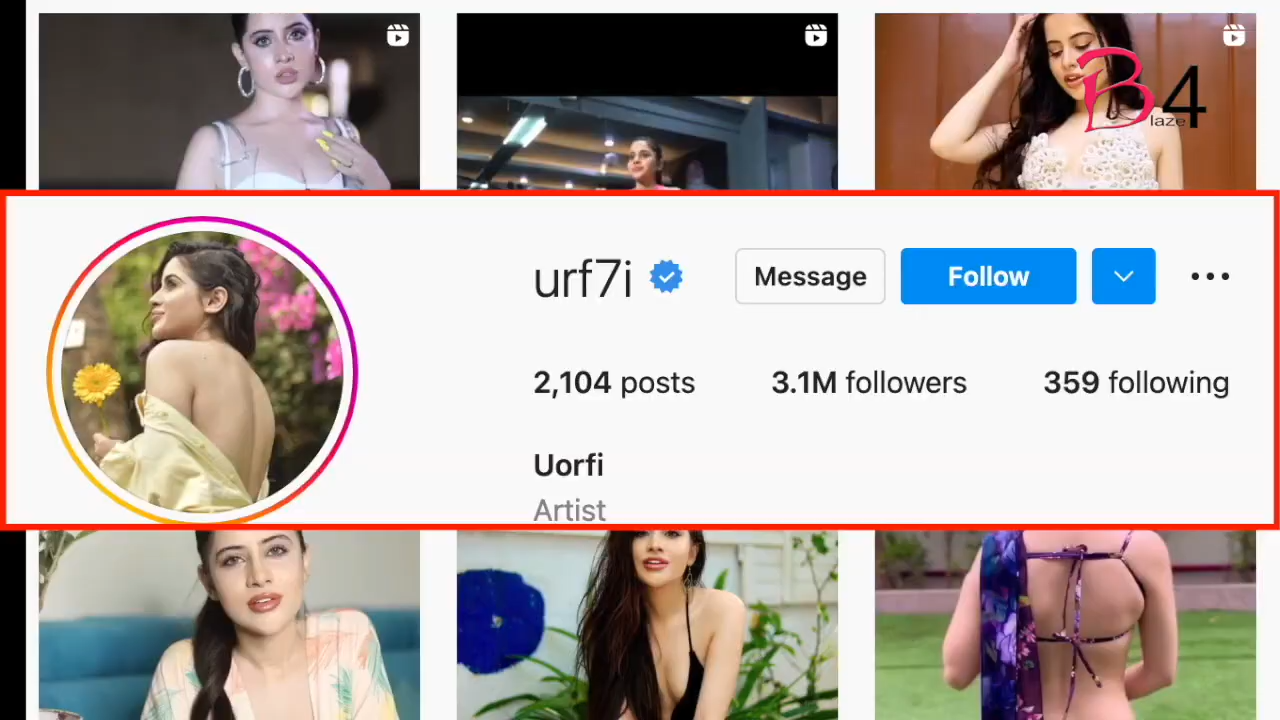 B
laze 4
urf7i
Message
Follow
2,104 posts
3.1M followers
359 following
Uorfi
Artist